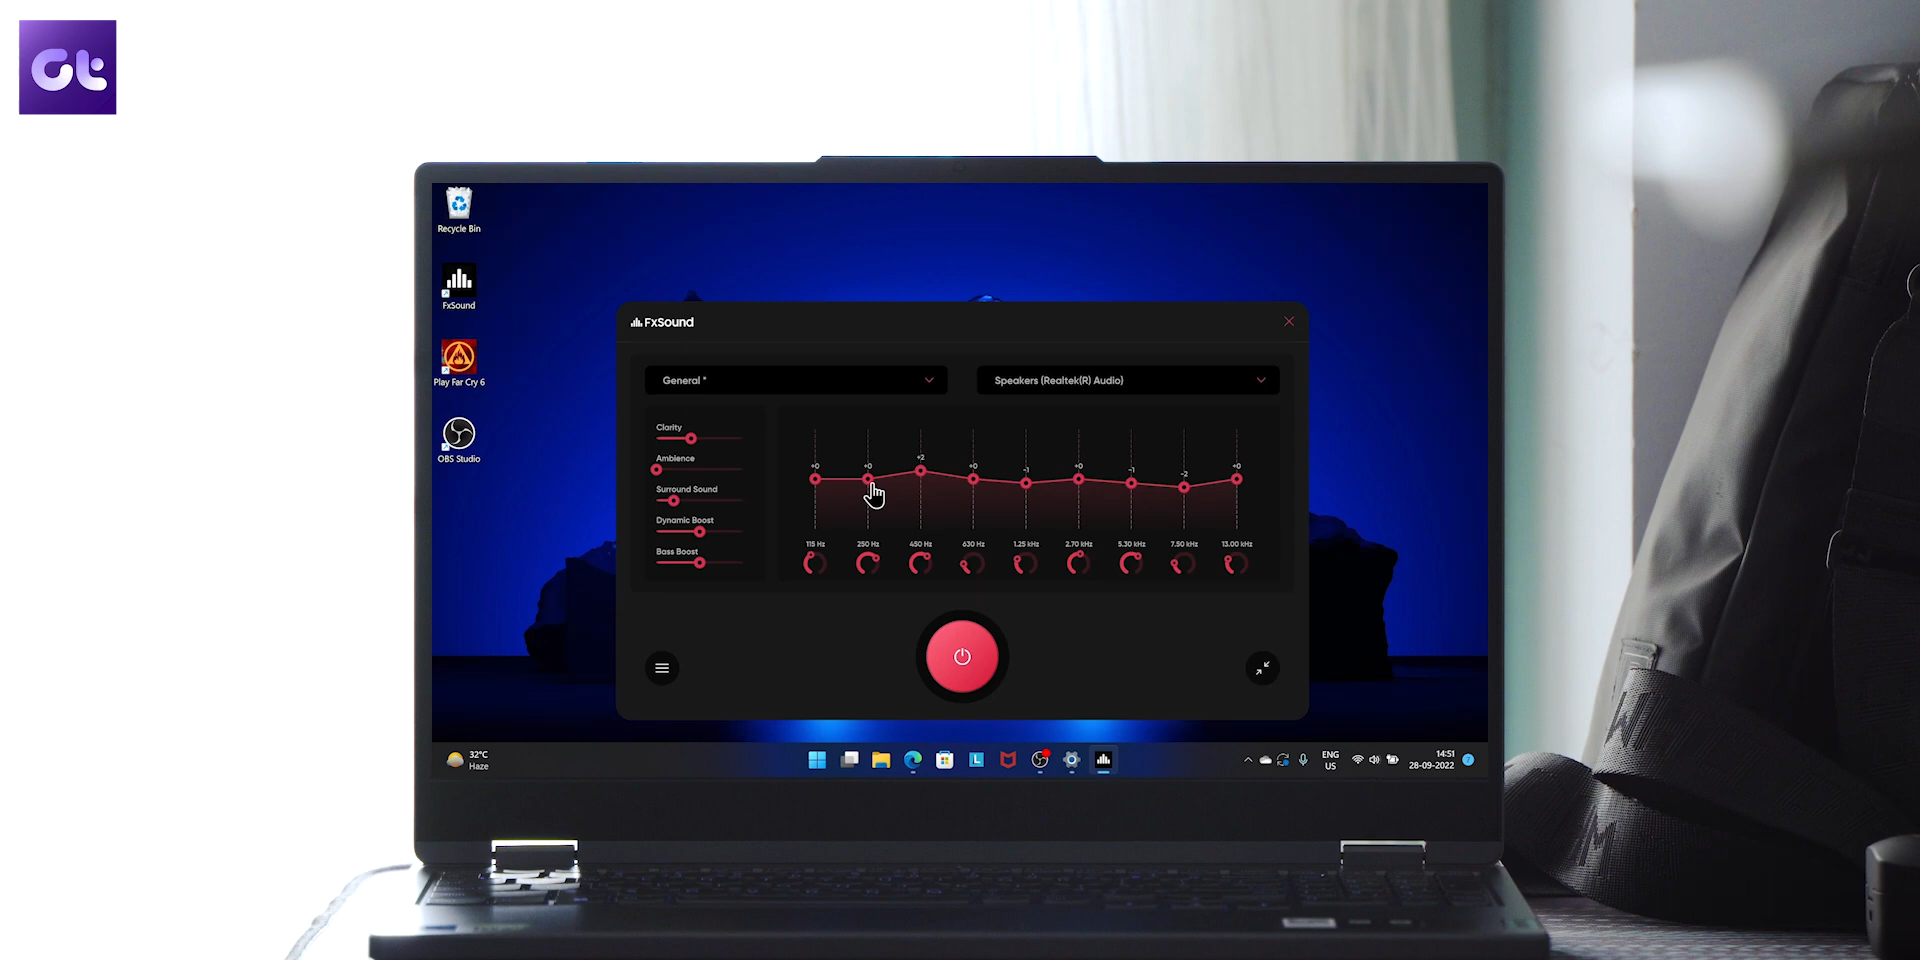 Gt
Recycle Bin
FxSound
Play Far Cry 6
OBS Studio
FxSound
General *
Speakers (Realtek(R) Audio)
Clarity
Ambience
Surround Sound
Dynamic Boost
Bass Boost
+0 +0 +2 +0 -1 +0 -1 -2 +0
115 Hz 250 Hz 450 Hz 630 Hz 1.25 kHz 2.70 kHz 5.30 kHz 7.50 kHz 13.00 kHz
32°C
Haze
L
ENG
US
14:51
28-09-2022
7